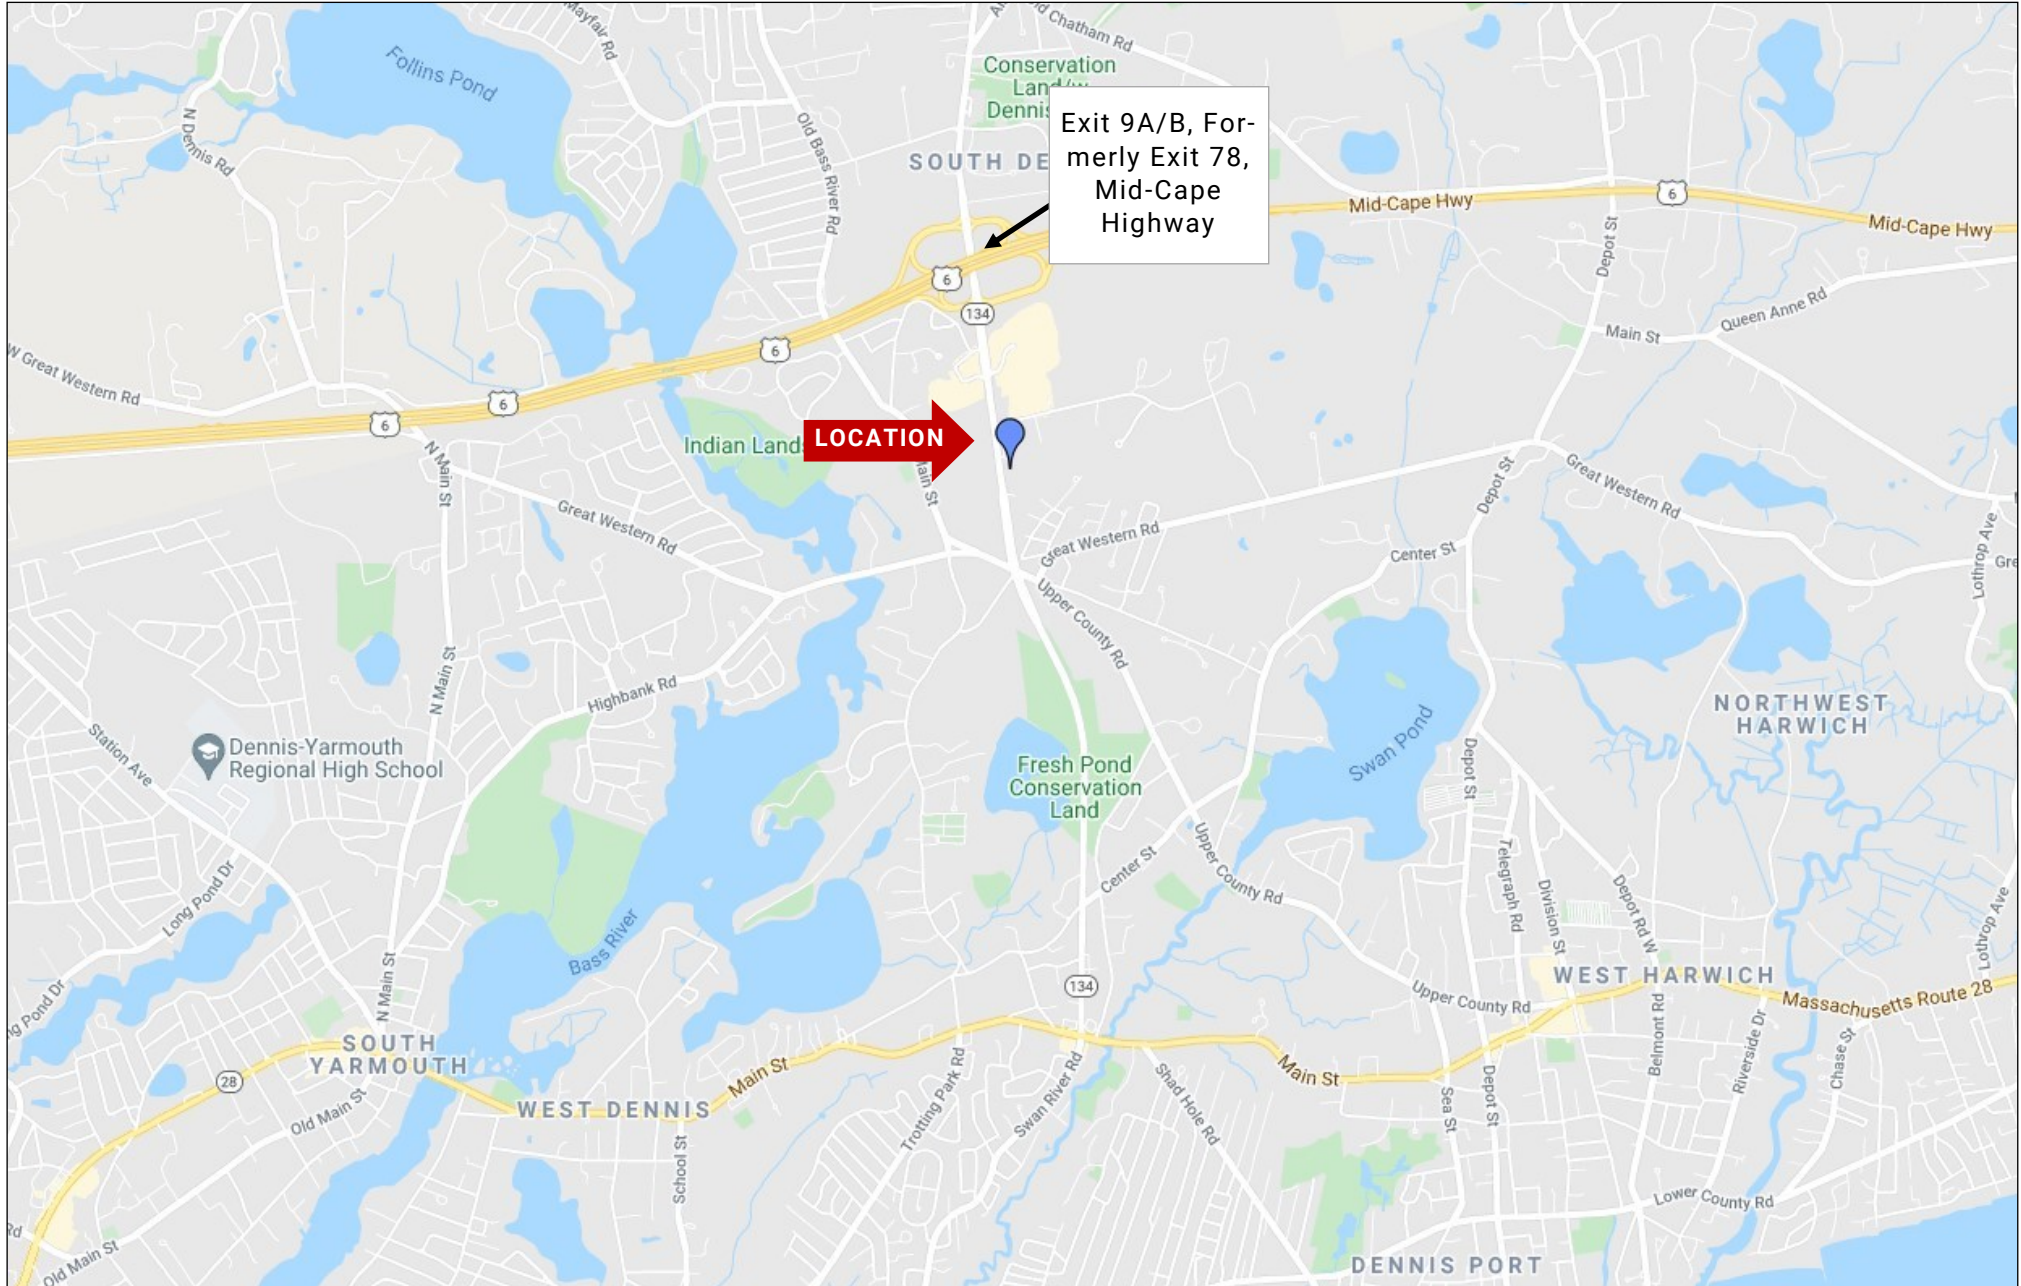 Mayfair Rd
Old Chatham Rd
Follins Pond
Conservation
Land/w
Dennis
Exit 9A/B, For-
merly Exit 78,
Mid-Cape
Highway
N Dennis Rd
Old Bass River Rd
SOUTH DE
6
Mid-Cape Hwy
Mid-Cape Hwy
Depot St
6
134
Queen Anne Rd
Main St
6
W Great Western Rd
6
6
Indian Lands
LOCATION
Main St
N Main St
Great Western Rd
Great Western Rd
Depot St
Great Western Rd
Center St
Lothrop Ave
Gre
Upper County Rd
N Main St
Highbank Rd
NORTHWEST
HARWICH
Swan Pond
Station Ave
Dennis-Yarmouth
Regional High School
Fresh Pond
Conservation
Land
Depot St
Long Pond Dr
Center St
Upper County Rd
Telegraph Rd
Division St
Depot Rd W
Lothrop Ave
Bass River
N Main St
134
WEST HARWICH
Upper County Rd
Massachusetts Route 28
ng Pond Dr
SOUTH
YARMOUTH
28
Main St
Main St
Trotting Park Rd
Swan River Rd
Shad Hole Rd
Belmont Rd
Riverside Dr
Chase St
Old Main St
WEST DENNIS
Sea St
Depot St
School St
Lower County Rd
Rd
Old Main St
DENNIS PORT